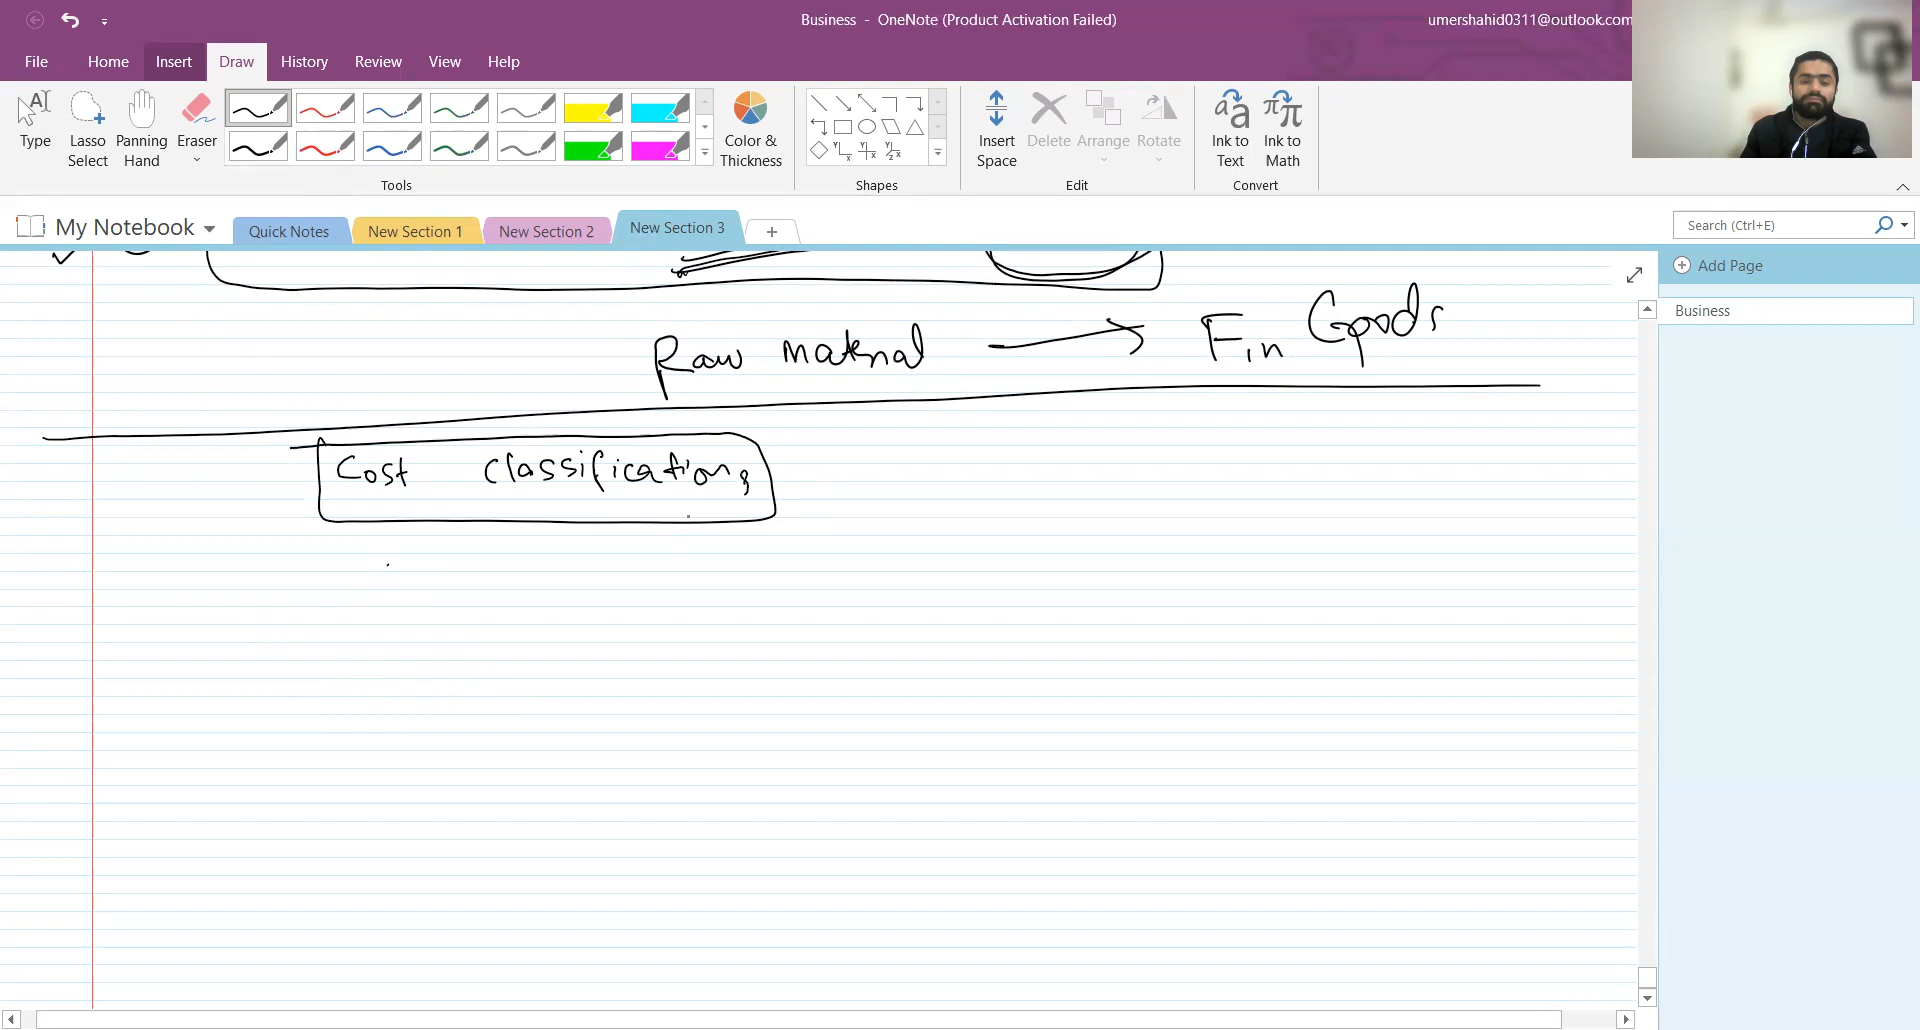 Business - OneNote (Product Activation Failed)
umershahid0311@outlook.com
File Home Insert Draw History Review View Help
Type
Lasso Select
Panning Hand
Eraser
Color & Thickness
Insert Space
Delete
Arrange
Rotate
Ink to Text
Ink to Math
Tools Shapes Edit Convert
My Notebook Quick Notes New Section 1 New Section 2 New Section 3
Search (Ctrl+E)
Add Page
Business
Raw material → Fin Goods
Cost classifications